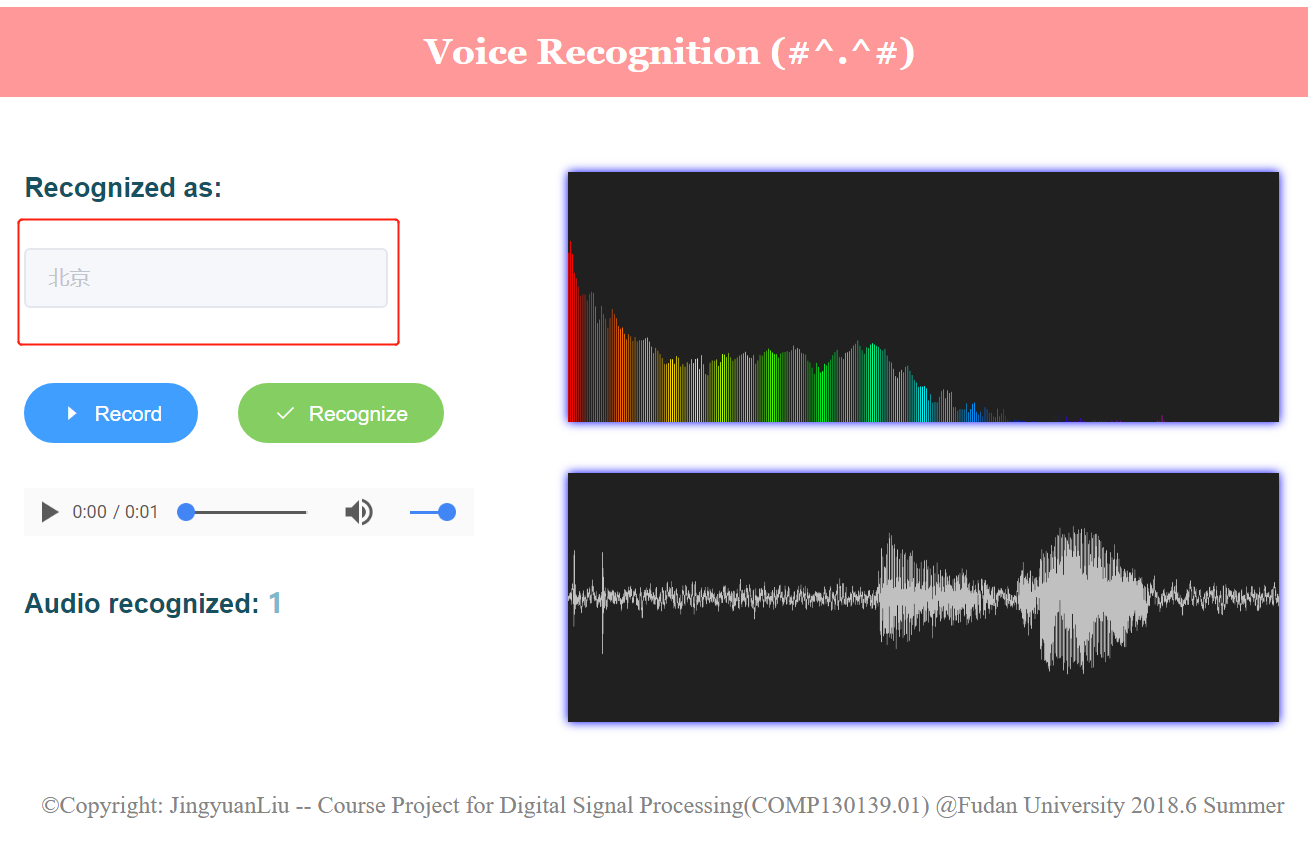 Voice Recognition (#^.^#)
Recognized as:
北京
Record
Recognize
0:00 / 0:01
Audio recognized: 1
©Copyright: JingyuanLiu -- Course Project for Digital Signal Processing(COMP130139.01) @Fudan University 2018.6 Summer